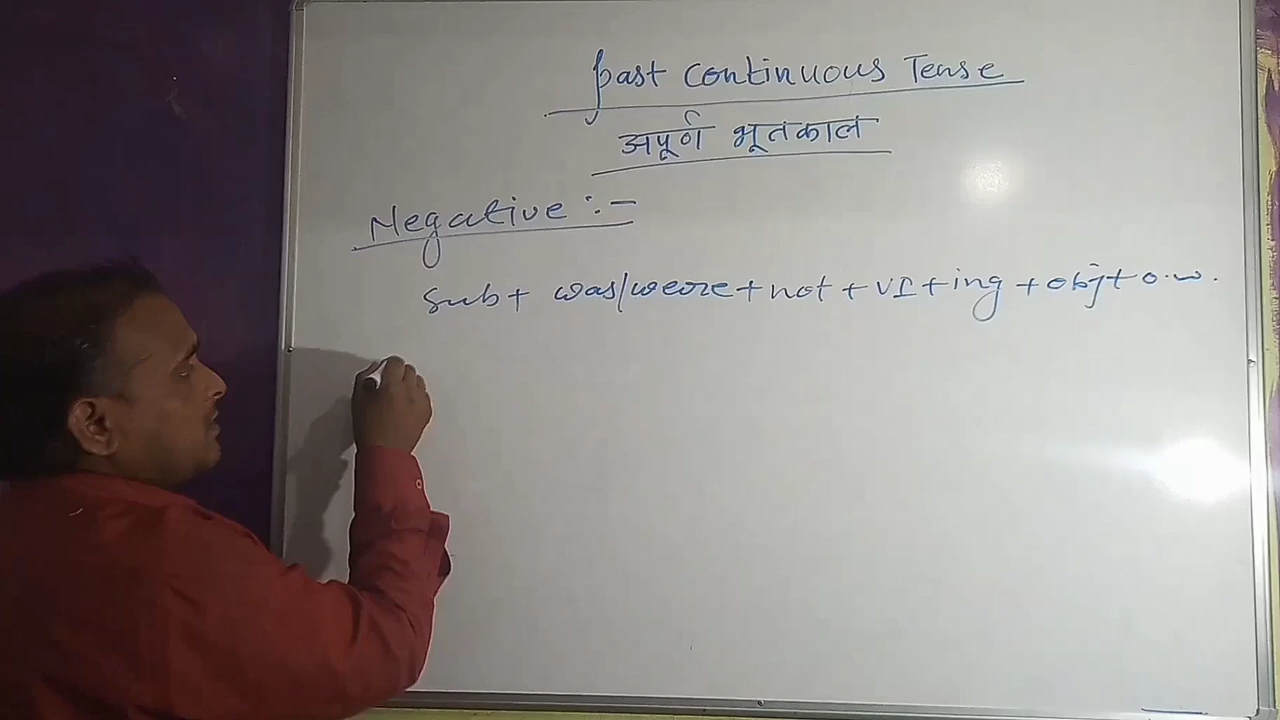 Past Continuous Tense
अपूर्ण भूतकाल
Negative :-
Sub + was/were + not + VI + ing + obj + o.w.